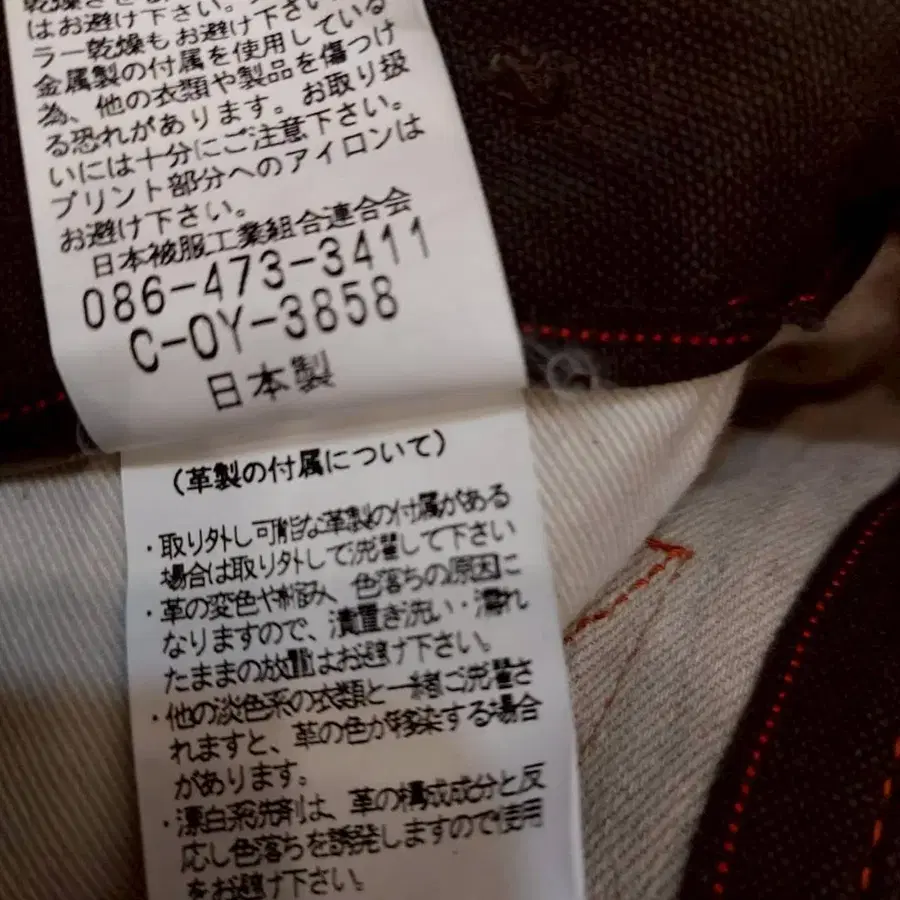 はお避け下さい。
ラー乾燥もお避け下さい
金属製の付属を使用している
為、他の衣類や製品を傷つけ
る恐れがあります。お取り扱
いには十分にご注意下さい。
プリント部分へのアイロンは
お避け下さい。
日本被服工業組合連合会
086-473-3411
C-OY-3858
日本製
(革製の付属について)
・取り外し可能な革製の付属がある
場合は取り外して洗濯して下さい
・革の変色や縮み、色落ちの原因に
なりますので、漬置き洗い・濡れ
たままの放置はお避け下さい。
・他の淡色系の衣類と一緒に洗濯さ
れますと、革の色が移染する場合
があります。
・漂白系洗剤は、革の構成成分と反
応し色落ちを誘発しますので使用
をお避け下さい。